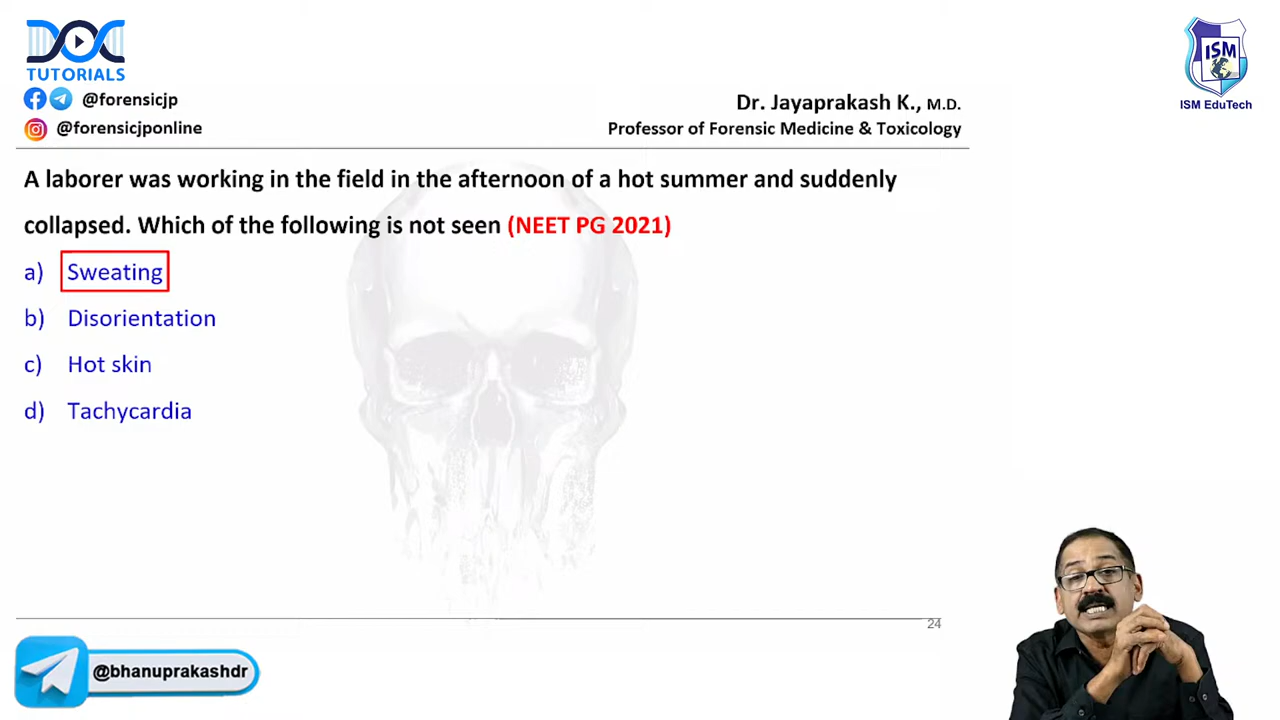 DOC
TUTORIALS
@forensicjp
@forensicjponline
Dr. Jayaprakash K., M.D.
Professor of Forensic Medicine & Toxicology
ISM
ISM EduTech
A laborer was working in the field in the afternoon of a hot summer and suddenly
collapsed. Which of the following is not seen (NEET PG 2021)
a) Sweating
b) Disorientation
c) Hot skin
d) Tachycardia
24
@bhanuprakashdr